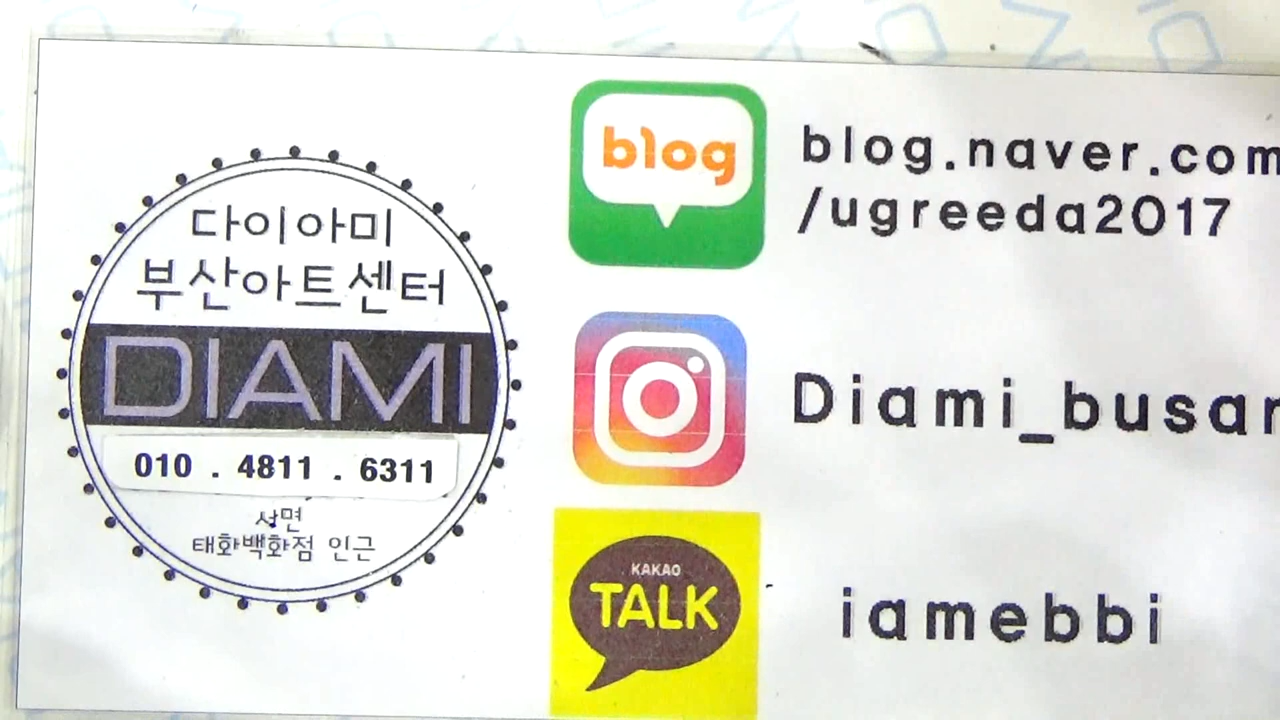 다이아미
부산아트센터
DIAMI
010 . 4811 . 6311
서면
태화백화점 인근
blog
blog.naver.com
/ugreeda2017
Diami_busan
KAKAO
TALK
iamebbi